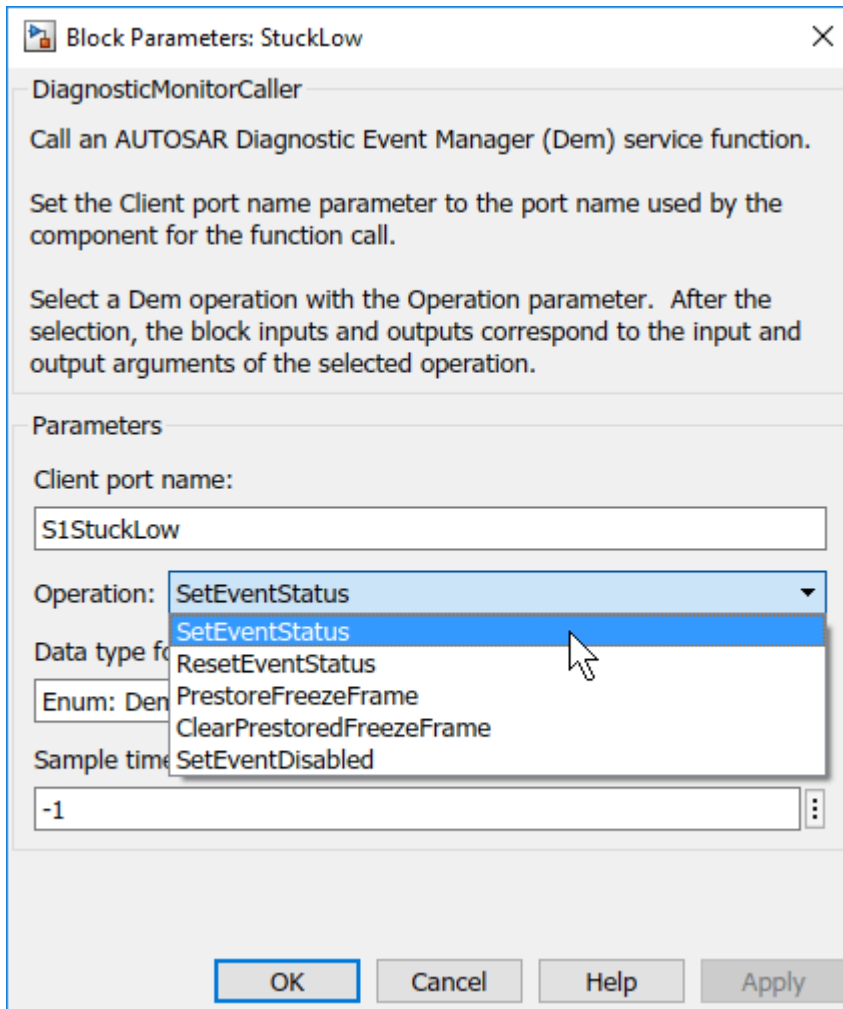 Block Parameters: StuckLow
DiagnosticMonitorCaller
Call an AUTOSAR Diagnostic Event Manager (Dem) service function.
Set the Client port name parameter to the port name used by the
component for the function call.
Select a Dem operation with the Operation parameter.  After the
selection, the block inputs and outputs correspond to the input and
output arguments of the selected operation.
Parameters
Client port name:
S1StuckLow
Operation: SetEventStatus
SetEventStatus
Data type
ResetEventStatus
Enum:
PrestoreFreezeFrame
ClearPrestoredFreezeFrame
Sample time
SetEventDisabled
-1
OK Cancel Help Apply